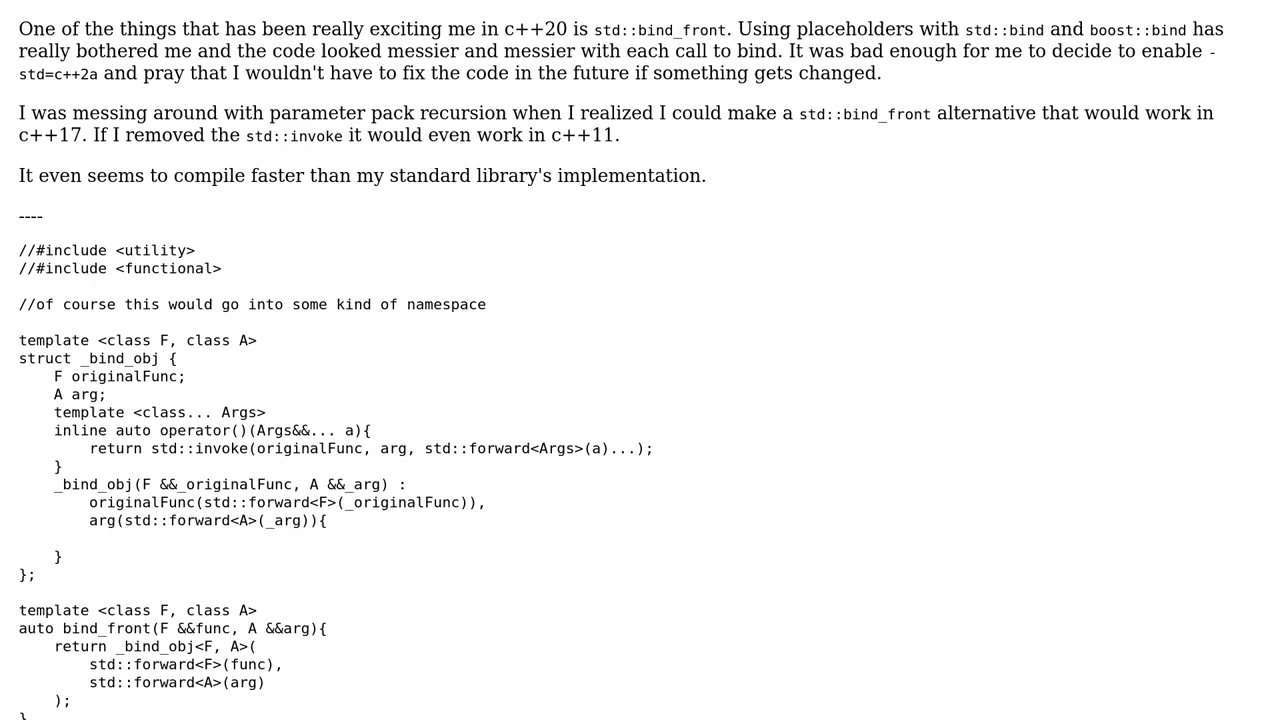 One of the things that has been really exciting me in c++20 is std::bind_front. Using placeholders with std::bind and boost::bind has
really bothered me and the code looked messier and messier with each call to bind. It was bad enough for me to decide to enable -
std=c++2a and pray that I wouldn't have to fix the code in the future if something gets changed.
I was messing around with parameter pack recursion when I realized I could make a std::bind_front alternative that would work in
c++17. If I removed the std::invoke it would even work in c++11.
It even seems to compile faster than my standard library's implementation.
----
//#include <utility>
//#include <functional>
//of course this would go into some kind of namespace
template <class F, class A>
struct _bind_obj {
    F originalFunc;
    A arg;
    template <class... Args>
    inline auto operator()(Args&&... a){
        return std::invoke(originalFunc, arg, std::forward<Args>(a)...);
    }
    _bind_obj(F &&_originalFunc, A &&_arg) :
        originalFunc(std::forward<F>(_originalFunc)),
        arg(std::forward<A>(_arg)){
    }
};
template <class F, class A>
auto bind_front(F &&func, A &&arg){
    return _bind_obj<F, A>(
        std::forward<F>(func),
        std::forward<A>(arg)
    );
}